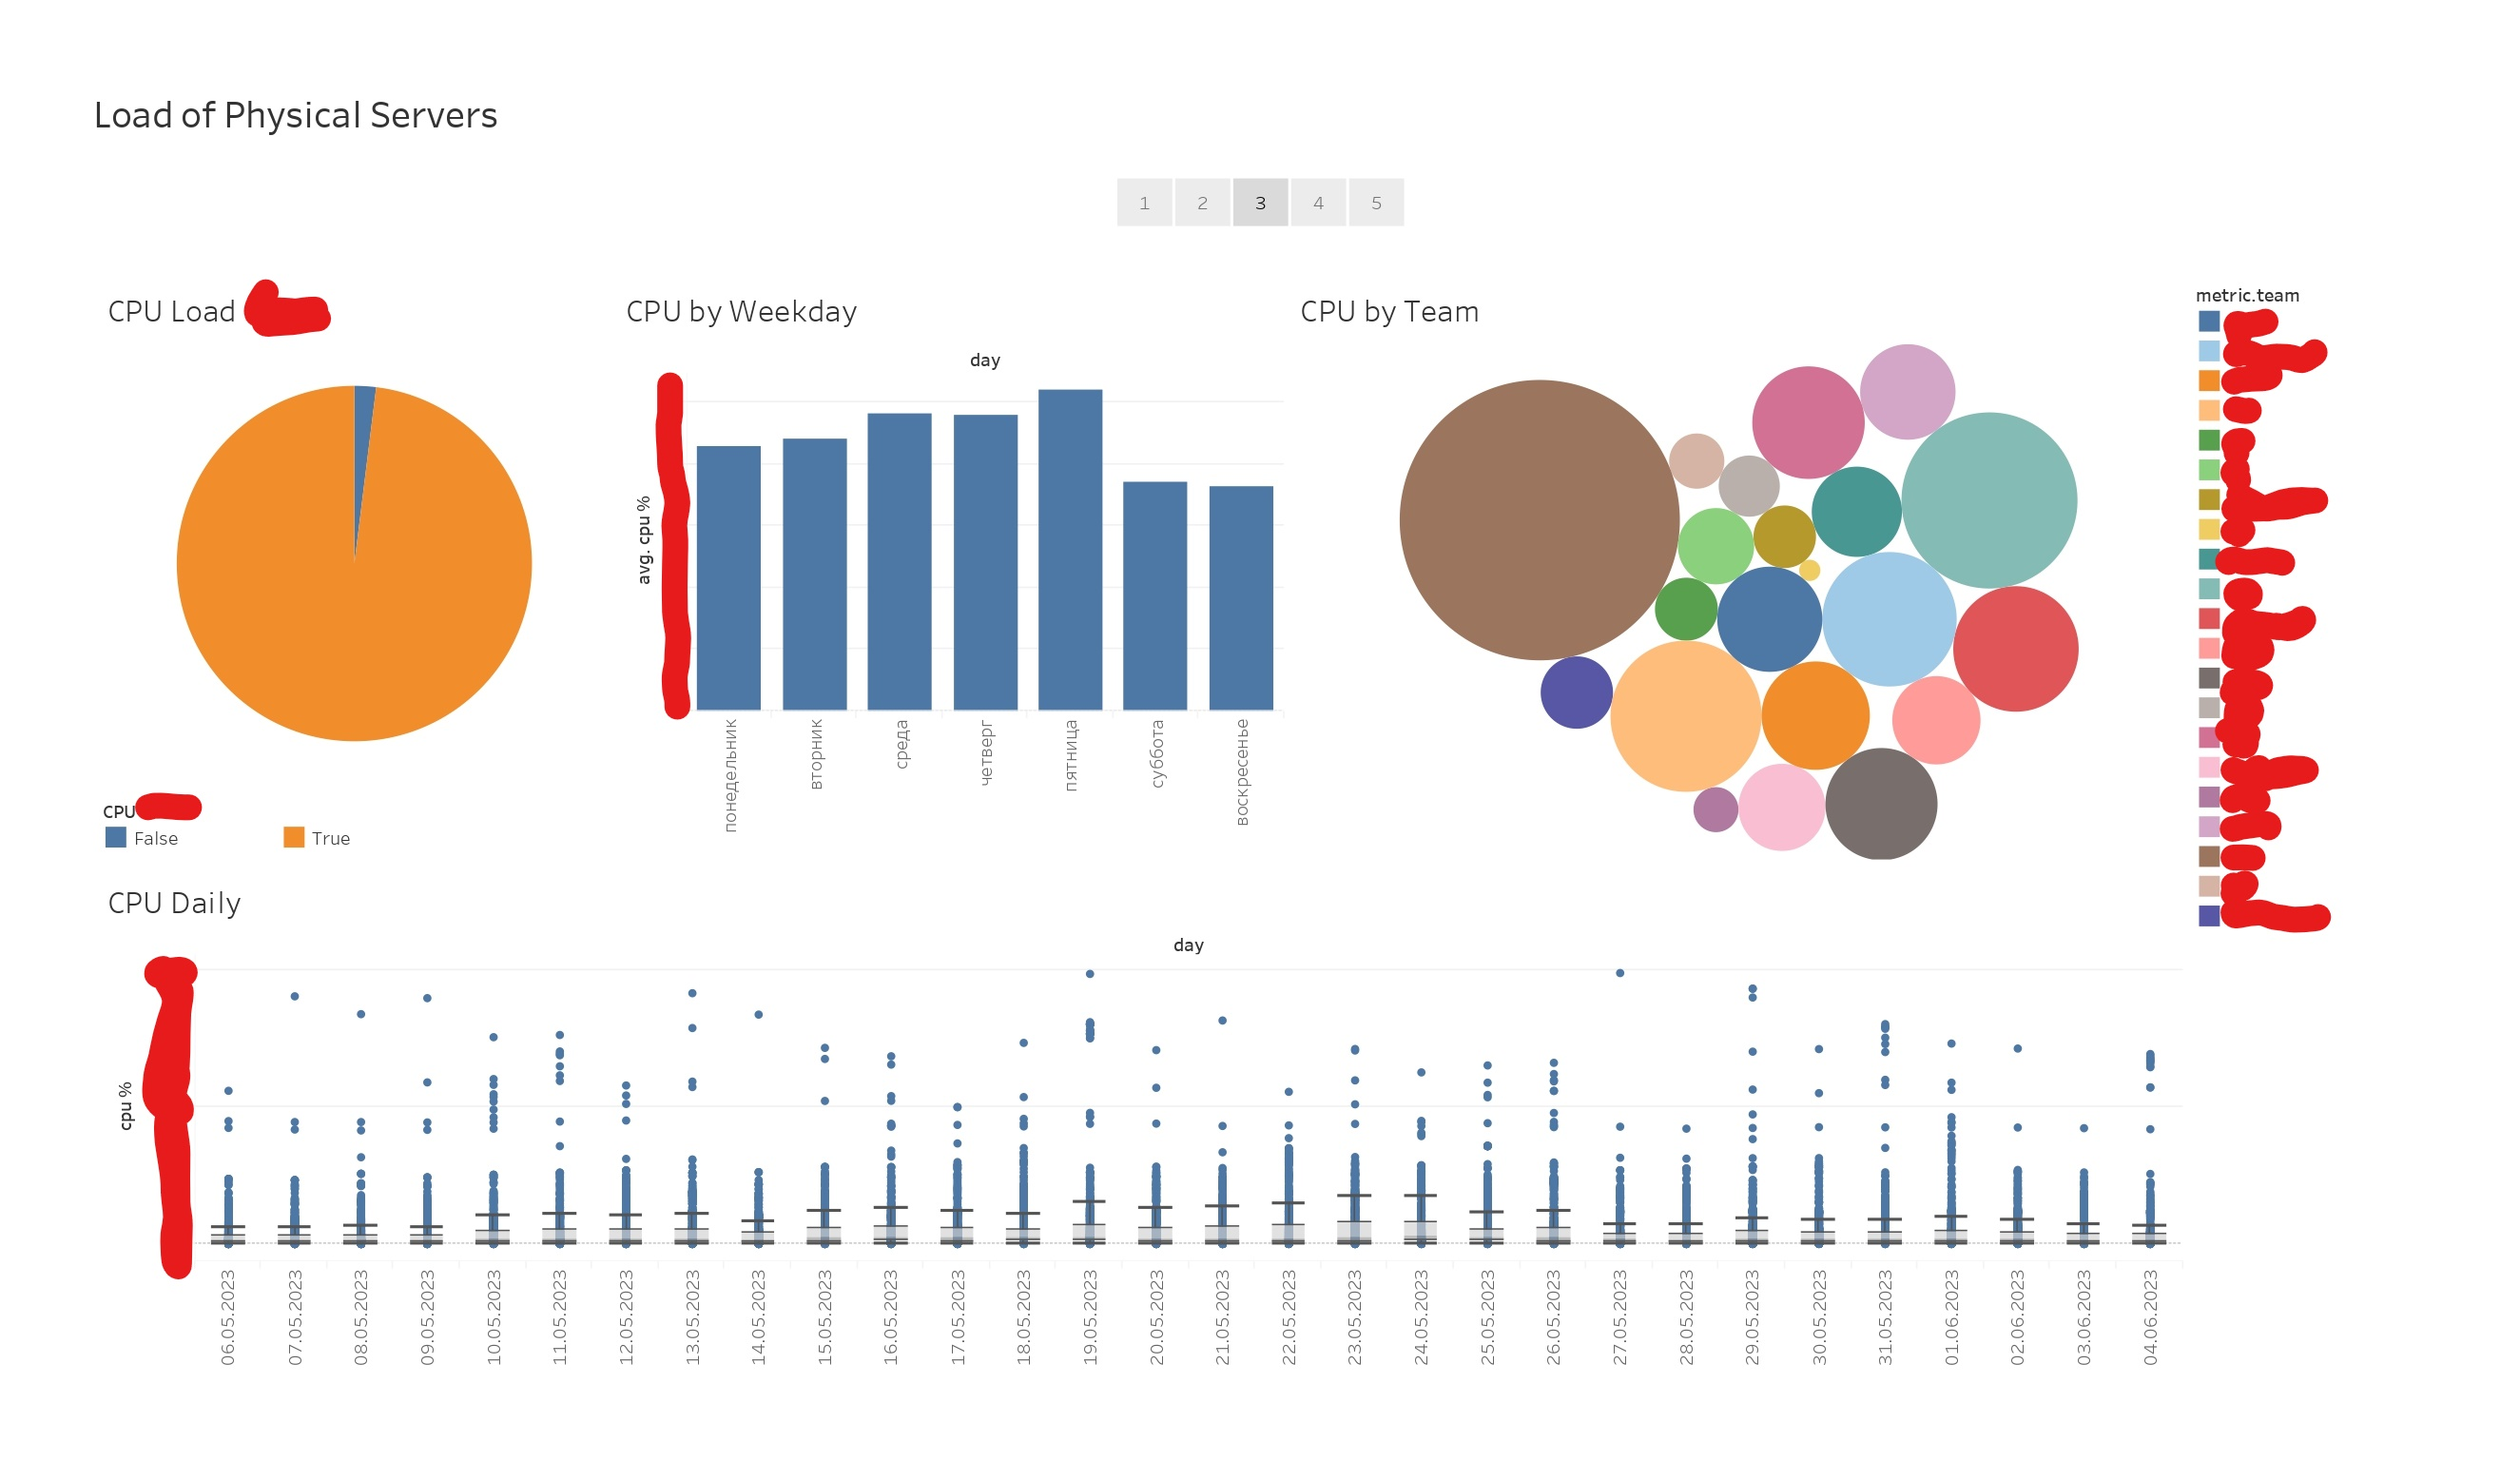 Load of Physical Servers
1 2 3 4 5
CPU Load
CPU
False
True
CPU by Weekday
day
avg. cpu %
понедельник
вторник
среда
четверг
пятница
суббота
воскресенье
CPU by Team
metric.team
CPU Daily
day
cpu %
06.05.2023
07.05.2023
08.05.2023
09.05.2023
10.05.2023
11.05.2023
12.05.2023
13.05.2023
14.05.2023
15.05.2023
16.05.2023
17.05.2023
18.05.2023
19.05.2023
20.05.2023
21.05.2023
22.05.2023
23.05.2023
24.05.2023
25.05.2023
26.05.2023
27.05.2023
28.05.2023
29.05.2023
30.05.2023
31.05.2023
01.06.2023
02.06.2023
03.06.2023
04.06.2023